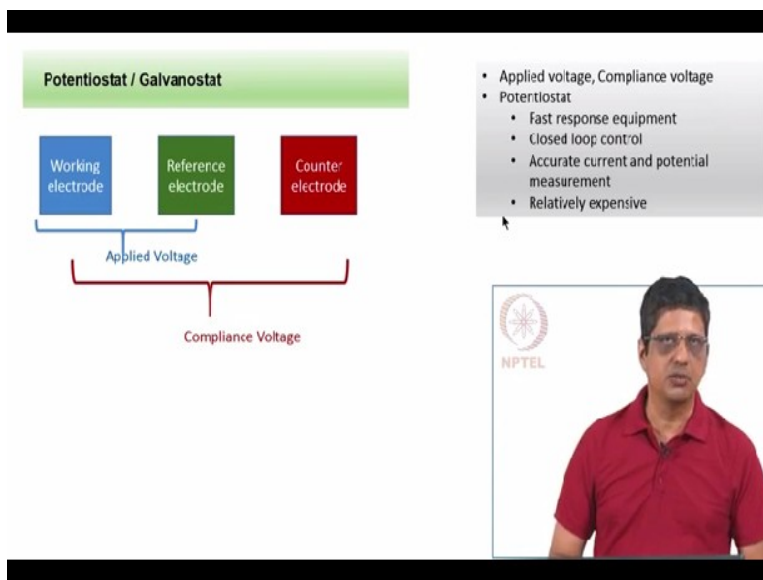 Potentiostat / Galvanostat
Working
electrode
Reference
electrode
Counter
electrode
Applied Voltage
Compliance Voltage
• Applied voltage, Compliance voltage
• Potentiostat
• Fast response equipment
• Closed loop control
• Accurate current and potential
measurement
• Relatively expensive
NPTEL